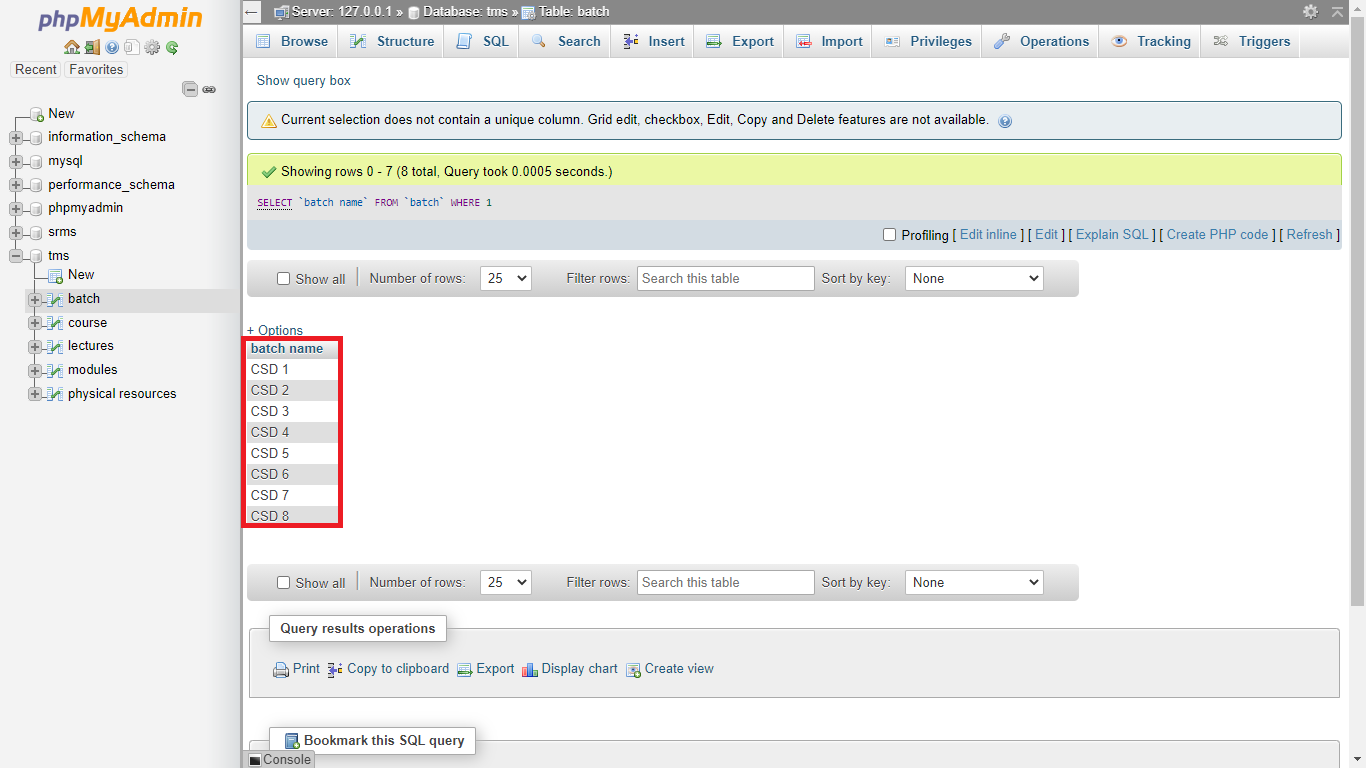 phpMyAdmin
Recent Favorites
New
information_schema
mysql
performance_schema
phpmyadmin
srms
tms
New
batch
course
lectures
modules
physical resources
Server: 127.0.0.1 » Database: tms » Table: batch
Browse Structure SQL Search Insert Export Import Privileges Operations Tracking Triggers
Show query box
Current selection does not contain a unique column. Grid edit, checkbox, Edit, Copy and Delete features are not available.
Showing rows 0 - 7 (8 total, Query took 0.0005 seconds.)
SELECT `batch name` FROM `batch` WHERE 1
Profiling [ Edit inline ] [ Edit ] [ Explain SQL ] [ Create PHP code ] [ Refresh ]
Show all Number of rows: 25 Filter rows: Search this table Sort by key: None
+ Options
batch name
CSD 1
CSD 2
CSD 3
CSD 4
CSD 5
CSD 6
CSD 7
CSD 8
Show all Number of rows: 25 Filter rows: Search this table Sort by key: None
Query results operations
Print Copy to clipboard Export Display chart Create view
Bookmark this SQL query
Console